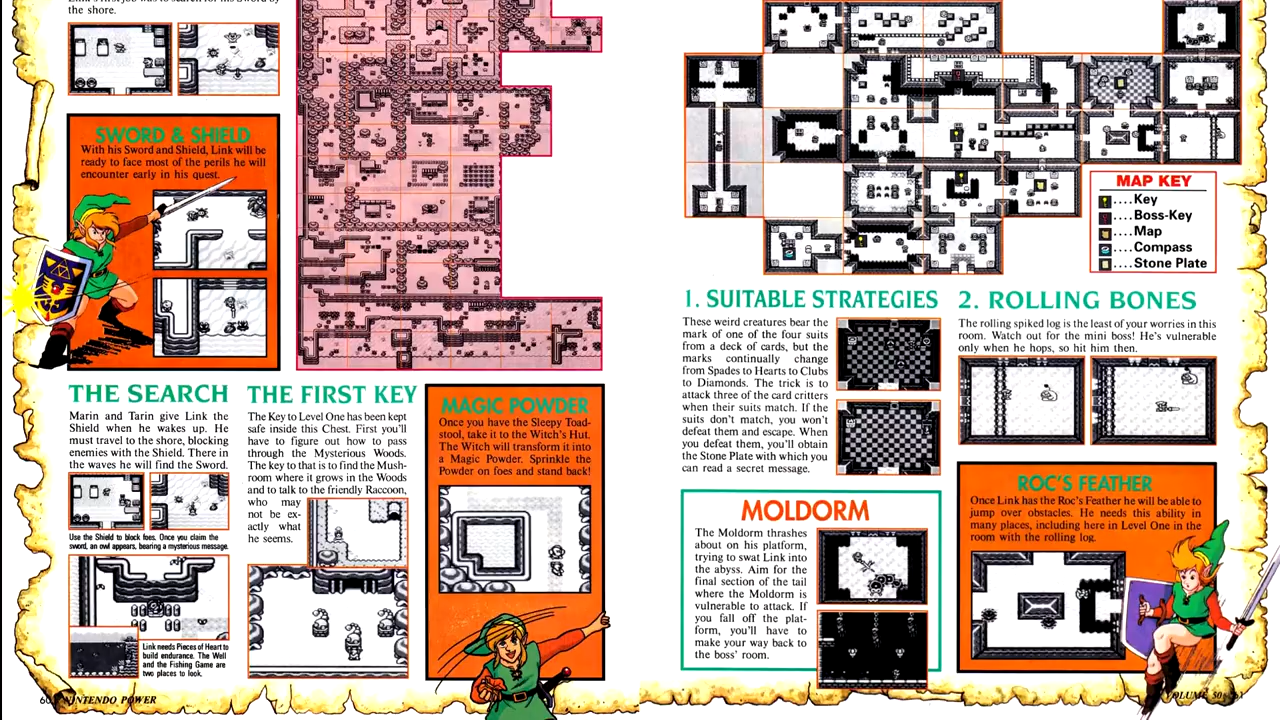 the shore.
SWORD & SHIELD
With his Sword and Shield, Link will be
ready to face most of the perils he will
encounter early in his quest.
THE SEARCH
Marin and Tarin give Link the
Shield when he wakes up. He
must travel to the shore, blocking
enemies with the Shield. There in
the waves he will find the Sword.
Use the Shield to block foes. Once you claim the
sword, an owl appears, bearing a mysterious message.
Link needs Pieces of Heart to
build endurance. The Well
and the Fishing Game are
two places to look.
THE FIRST KEY
The Key to Level One has been kept
safe inside this Chest. First you'll
have to figure out how to pass
through the Mysterious Woods.
The key to that is to find the Mush-
room where it grows in the Woods
and to talk to the friendly Raccoon,
who may
not be ex-
actly what
he seems.
MAGIC POWDER
Once you have the Sleepy Toad-
stool, take it to the Witch's Hut.
The Witch will transform it into
a Magic Powder. Sprinkle the
Powder on foes and stand back!
60 NINTENDO POWER
MAP KEY
....Key
....Boss-Key
....Map
....Compass
....Stone Plate
1. SUITABLE STRATEGIES
These weird creatures bear the
mark of one of the four suits
from a deck of cards, but the
marks continually change
from Spades to Hearts to Clubs
to Diamonds. The trick is to
attack three of the card critters
when their suits match. If the
suits don't match, you won't
defeat them and escape. When
you defeat them, you'll obtain
the Stone Plate with which you
can read a secret message.
2. ROLLING BONES
The rolling spiked log is the least of your worries in this
room. Watch out for the mini boss! He's vulnerable
only when he hops, so hit him then.
MOLDORM
The Moldorm thrashes
about on his platform,
trying to swat Link into
the abyss. Aim for the
final section of the tail
where the Moldorm is
vulnerable to attack. If
you fall off the plat-
form, you'll have to
make your way back to
the boss' room.
ROC'S FEATHER
Once Link has the Roc's Feather he will be able to
jump over obstacles. He needs this ability in
many places, including here in Level One in the
room with the rolling log.
VOLUME 50